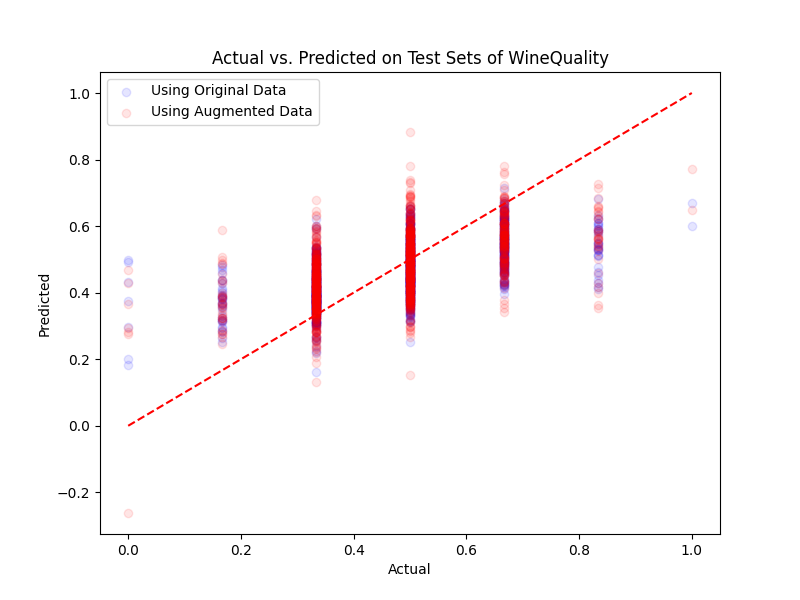 Actual vs. Predicted on Test Sets of WineQuality
Using Original Data
Using Augmented Data
1.0
0.8
0.6
0.4
0.2
0.0
−0.2
Predicted
0.0
0.2
0.4
0.6
0.8
1.0
Actual